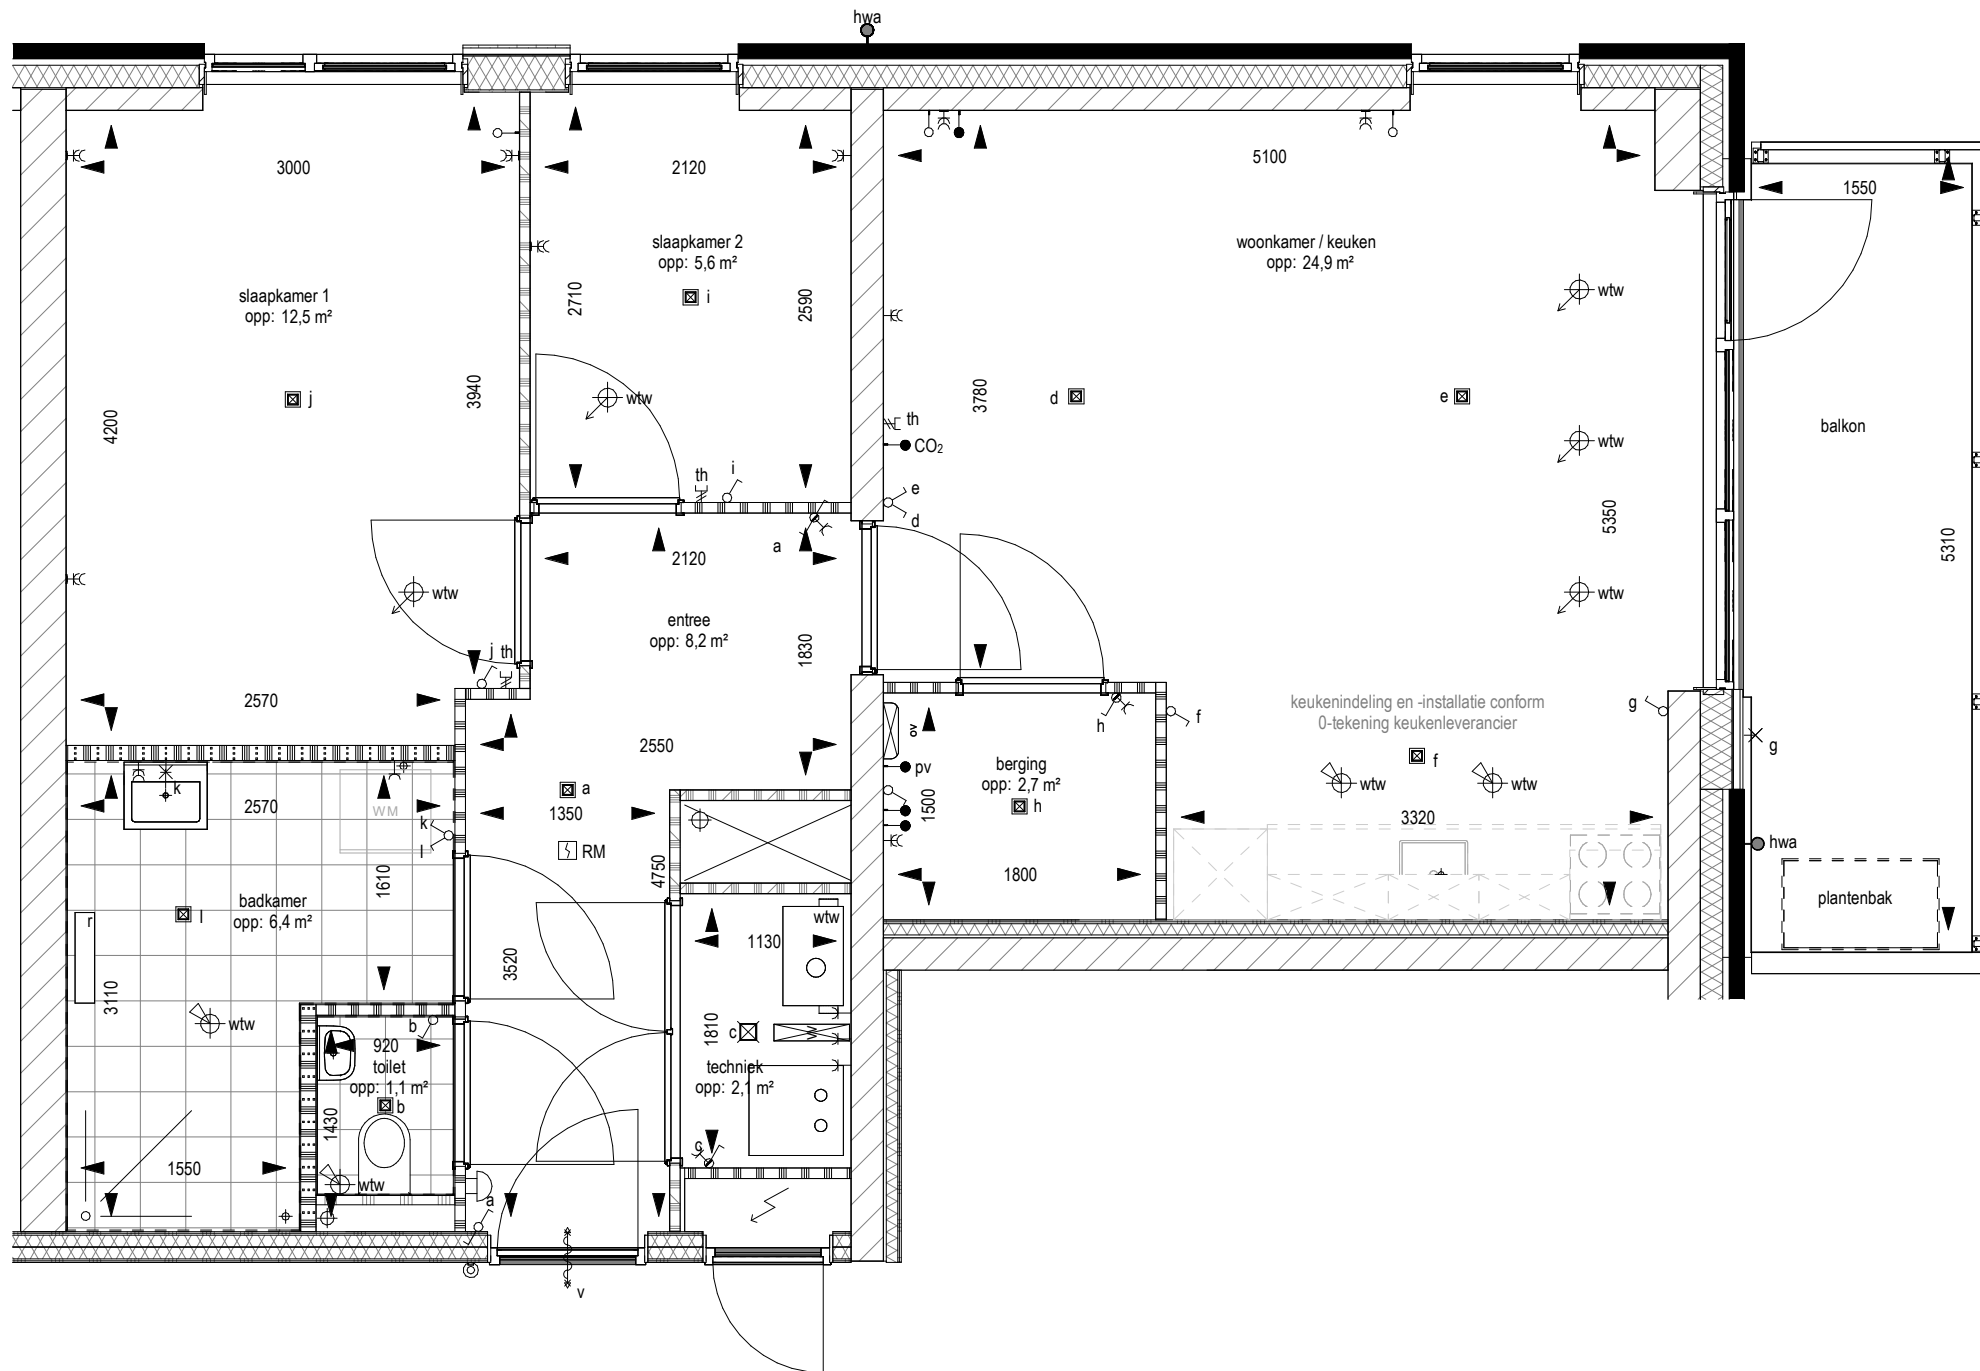 hwa
3000
2120
5100
1550
slaapkamer 2
opp: 5,6 m²
woonkamer / keuken
opp: 24,9 m²
slaapkamer 1
opp: 12,5 m²
i
2710
2590
wtw
j
3940
4200
wtw
3780
d
e
balkon
th
CO₂
wtw
th
i
e
d
a
2120
5350
5310
wtw
wtw
entree
opp: 8,2 m²
1830
j
th
2570
2550
keukenindeling en -installatie conform
0-tekening keukenleverancier
g
f
h
ov
g
pv
berging
opp: 2,7 m²
h
f
wtw
wtw
k
2570
WM
a
1350
1500
3320
k
l
RM
hwa
1610
4750
1800
badkamer
opp: 6,4 m²
l
r
plantenbak
wtw
1130
3520
3110
wtw
1810
c
W
b
920
toilet
opp: 1,1 m²
b
techniek
opp: 2,1 m²
1430
c
1550
wtw
a
v